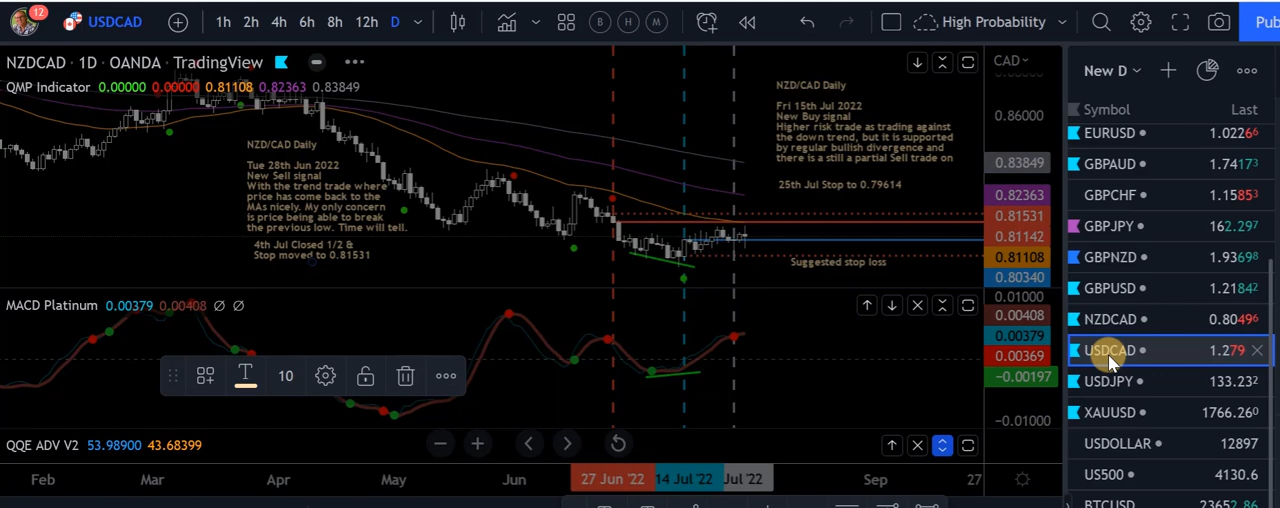 12
USDCAD
1h 2h 4h 6h 8h 12h D
B H M
High Probability
Pub
NZDCAD · 1D · OANDA · TradingView
QMP Indicator 0.00000 0.00000 0.81108 0.82363 0.83849
NZD/CAD Daily
Tue 28th Jun 2022
New Sell signal
With the trend trade where
price has come back to the
MAs nicely. My only concern
is price being able to break
the previous low. Time will tell.
4th Jul Closed 1/2 &
Stop moved to 0.81531
NZD/CAD Daily
Fri 15th Jul 2022
New Buy signal
Higher risk trade as trading against
the down trend, but it is supported
by regular bullish divergence and
there is a still a partial Sell trade on
25th Jul Stop to 0.79614
Suggested stop loss
CAD
0.86000
0.83849
0.82363
0.81531
0.81142
0.81108
0.80340
MACD Platinum 0.00379 0.00408 ∅ ∅
0.01000
0.00408
0.00379
0.00369
−0.00197
−0.01000
T 10
QQE ADV V2 53.98900 43.68399
Feb Mar Apr May Jun 27 Jun '22 14 Jul '22 Jul '22 Sep 27
New D
Symbol Last
EURUSD 1.02266
GBPAUD 1.74173
GBPCHF 1.15853
GBPJPY 162.297
GBPNZD 1.93698
GBPUSD 1.21842
NZDCAD 0.80496
USDCAD 1.279
USDJPY 133.232
XAUUSD 1766.260
USDOLLAR 12897
US500 4130.6
BTCUSD 23652.86